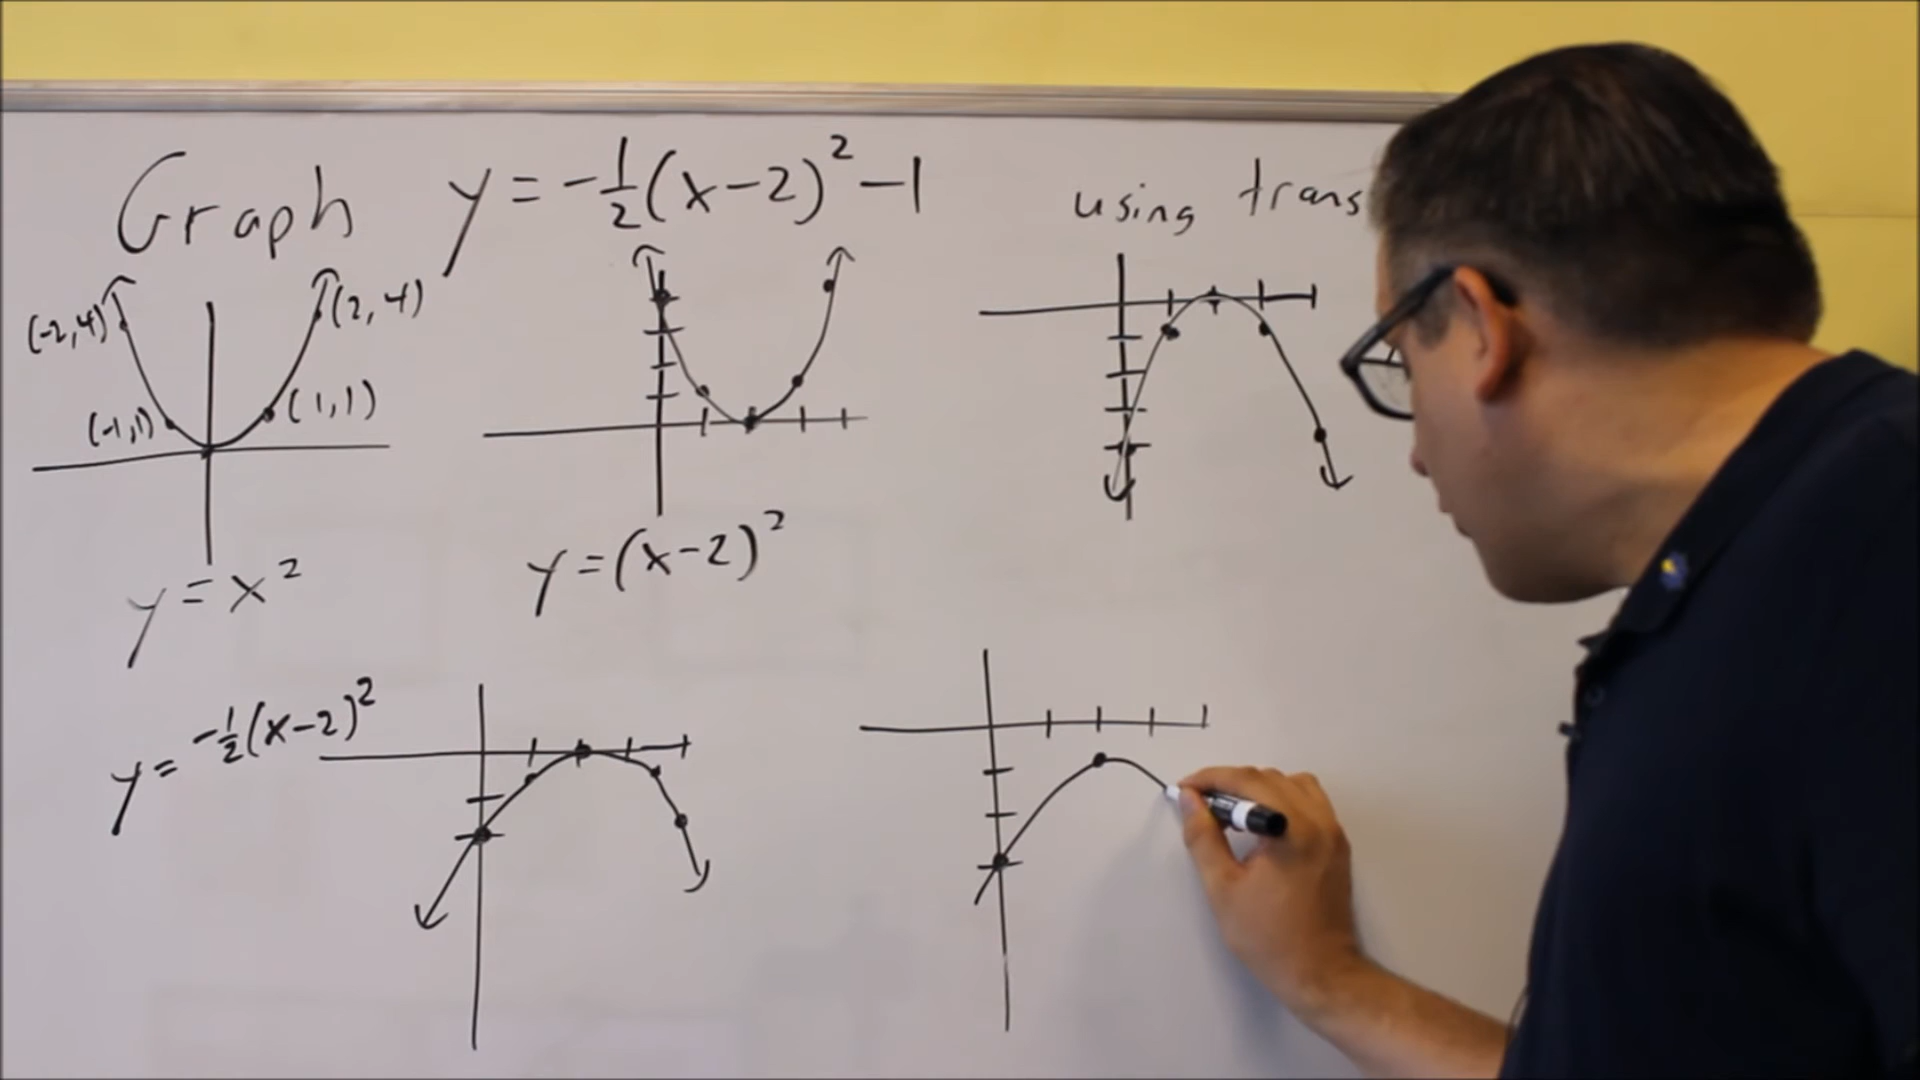 Graph y = -1/2(x-2)² -1 using trans
(-2,4) (2,4)
(-1,1) (1,1)
y = x² y = (x-2)²
y = -1/2(x-2)²